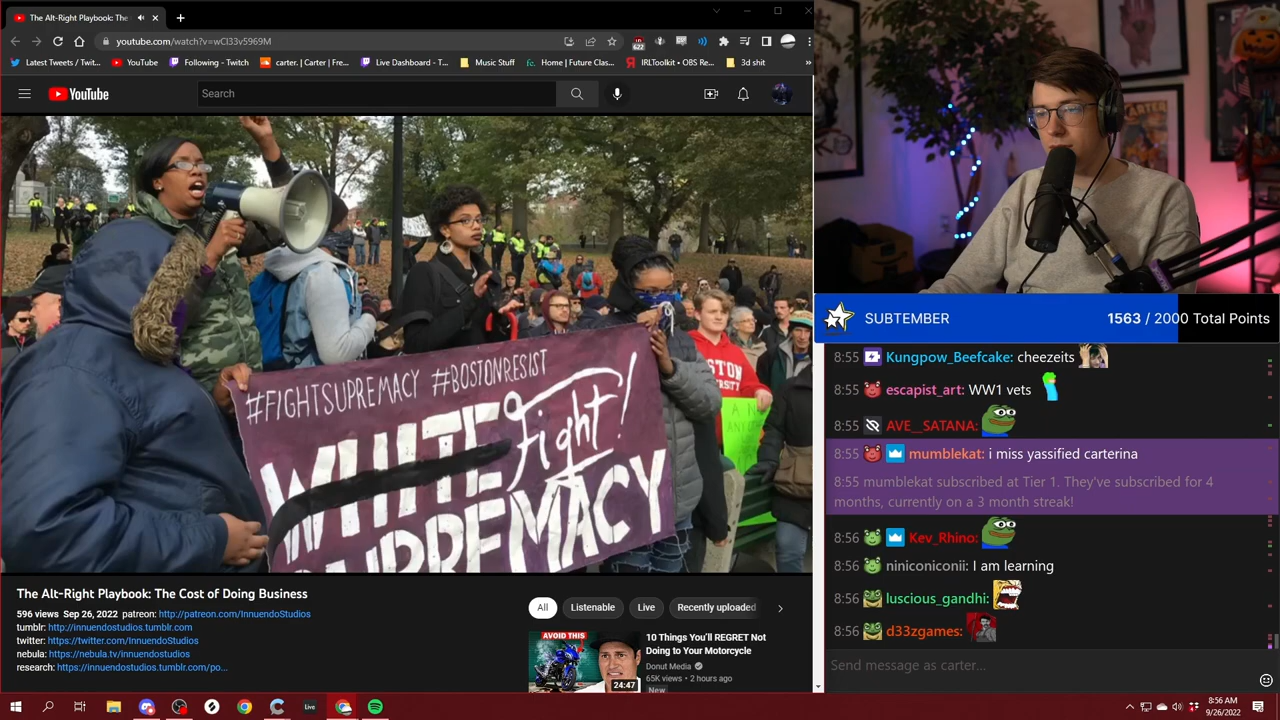 The Alt-Right Playbook: The
youtube.com/watch?v=wCl33v5969M
622
Latest Tweets / Twit...
YouTube
Following - Twitch
carter. | Carter | Fre...
Live Dashboard - T...
Music Stuff
Home | Future Clas...
IRLToolkit • OBS Re...
3d shit
YouTube
Search
#FIGHTSUPREMACY #BOSTONRESIST
WHITE Fight!
SUPREMACY
SUBTEMBER
1563 / 2000 Total Points
8:55 Kungpow_Beefcake: cheezeits
8:55 escapist_art: WW1 vets
8:55 AVE__SATANA:
8:55 mumblekat: i miss yassified carterina
8:55 mumblekat subscribed at Tier 1. They've subscribed for 4
months, currently on a 3 month streak!
8:56 Kev_Rhino:
8:56 niniconiconii: I am learning
8:56 luscious_gandhi:
8:56 d33zgames:
Send message as carter...
The Alt-Right Playbook: The Cost of Doing Business
596 views Sep 26, 2022 patreon: http://patreon.com/InnuendoStudios
tumblr: http://innuendostudios.tumblr.com
twitter: https://twitter.com/InnuendoStudios
nebula: https://nebula.tv/innuendostudios
research: https://innuendostudios.tumblr.com/po...
All
Listenable
Live
Recently uploaded
AVOID THIS
24:47
10 Things You'll REGRET Not
Doing to Your Motorcycle
Donut Media
65K views • 2 hours ago
New
Live
8:56 AM
9/26/2022